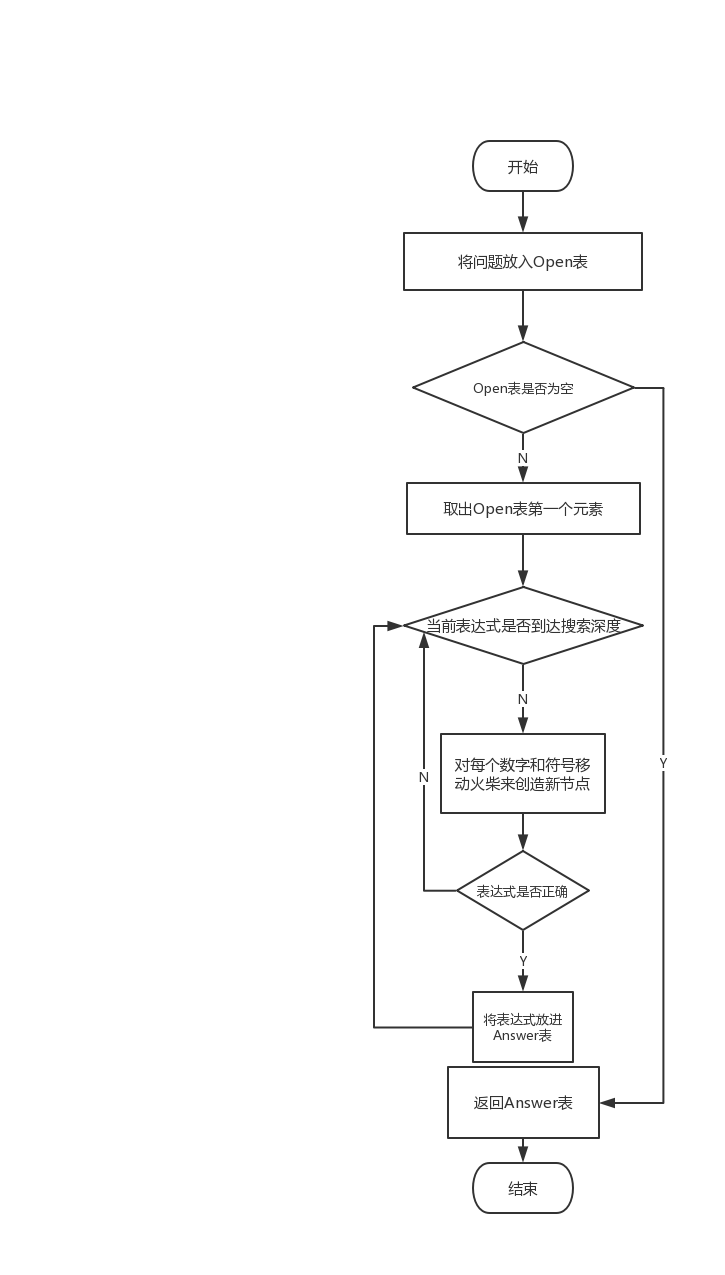 开始
将问题放入Open表
Open表是否为空
N
取出Open表第一个元素
当前表达式是否到达搜索深度
N
Y
对每个数字和符号移
动火柴来创造新节点
N
表达式是否正确
Y
将表达式放进
Answer表
返回Answer表
结束